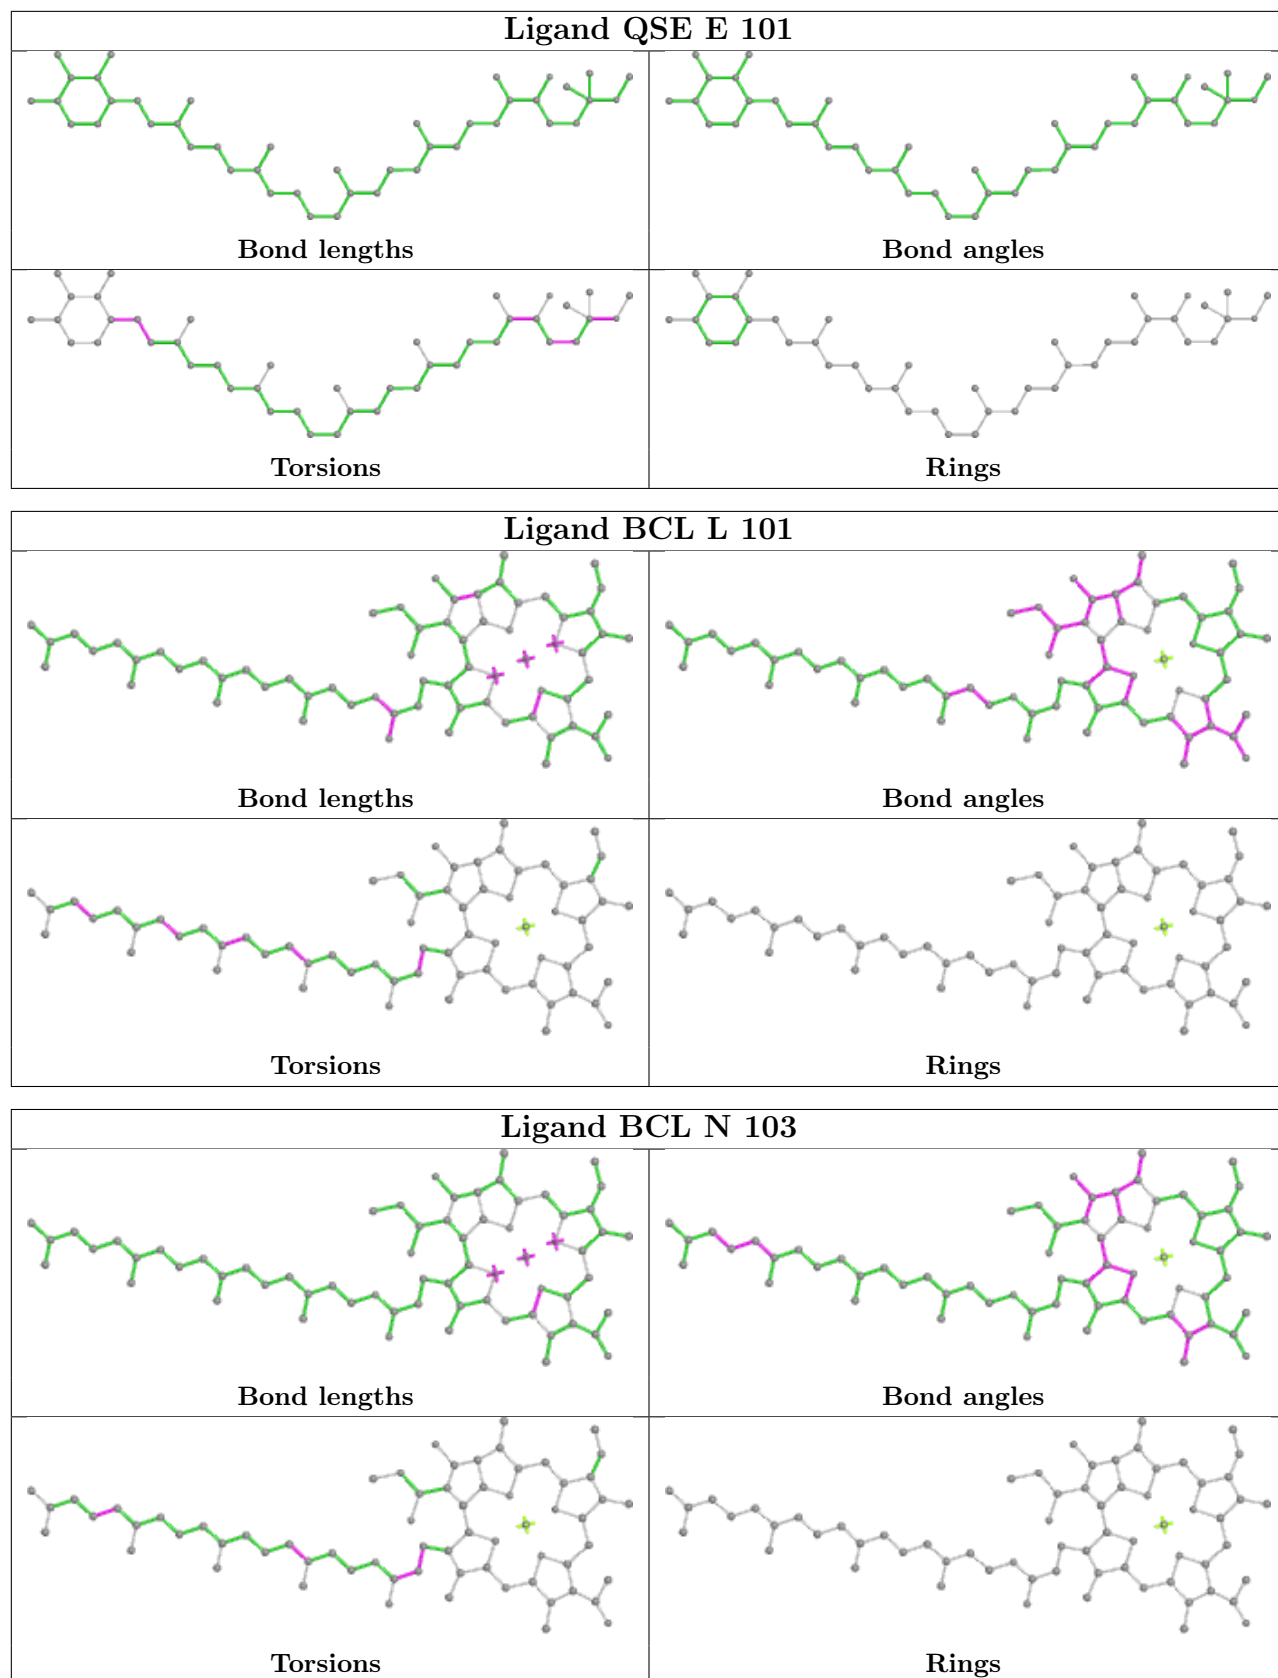 Ligand QSE E 101
Bond lengths
Bond angles
Torsions
Rings
Ligand BCL L 101
Bond lengths
Bond angles
Torsions
Rings
Ligand BCL N 103
Bond lengths
Bond angles
Torsions
Rings